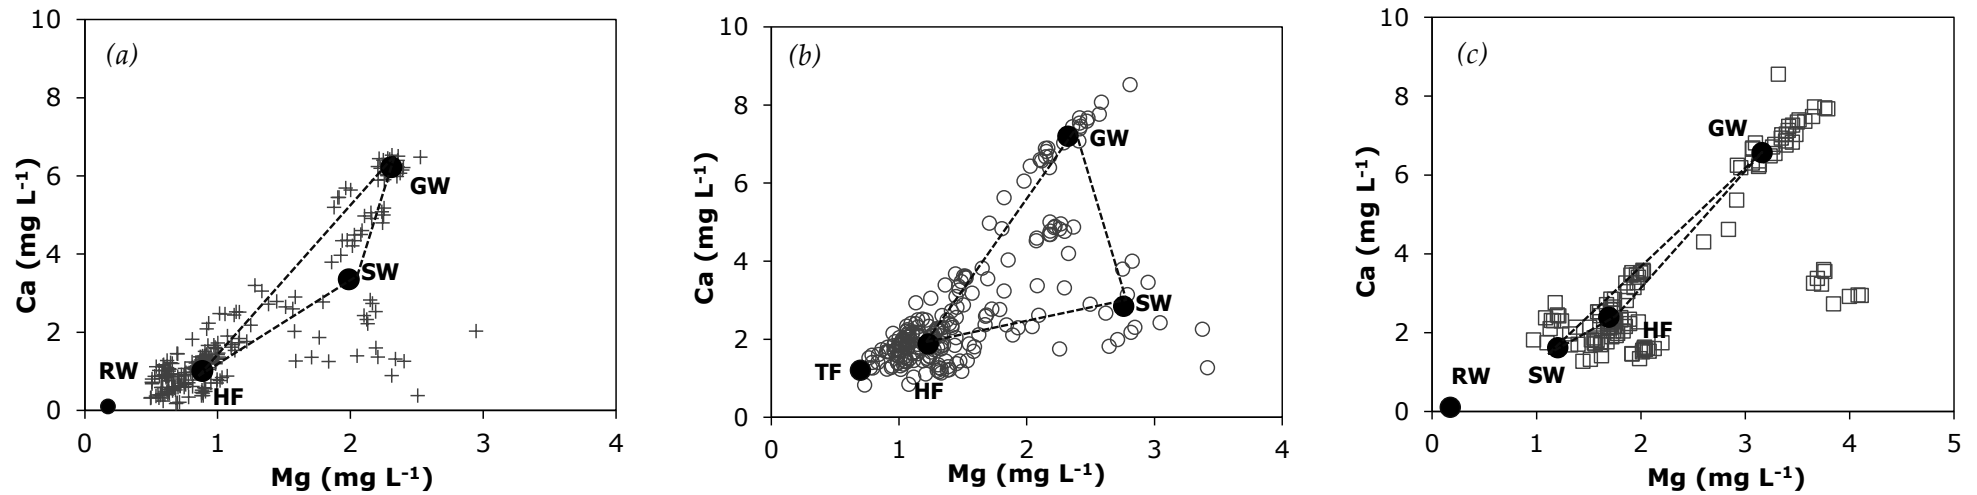 (a)
10
8
6
4
2
0
Ca (mg L-1)
GW
SW
RW
HF
0 1 2 3 4
Mg (mg L-1)
(b)
10
8
6
4
2
0
Ca (mg L-1)
GW
SW
TF
HF
0 1 2 3 4
Mg (mg L-1)
(c)
10
8
6
4
2
0
Ca (mg L-1)
GW
HF
RW
SW
0 1 2 3 4 5
Mg (mg L-1)